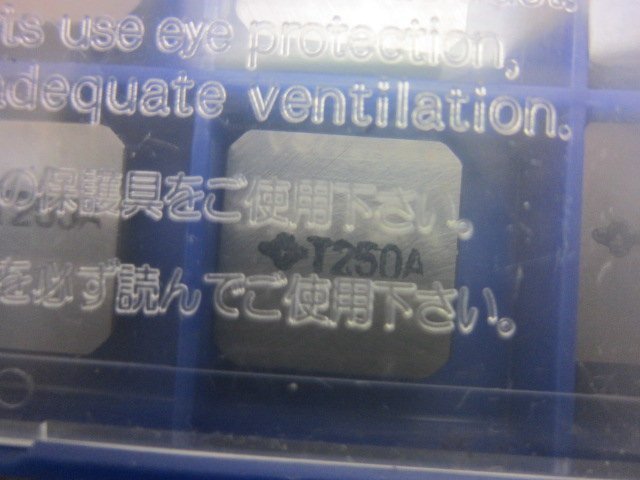 is use eye protection,
adequate ventilation.
の保護具をご使用下さい。
T250A
を必ず読んでご使用下さい。